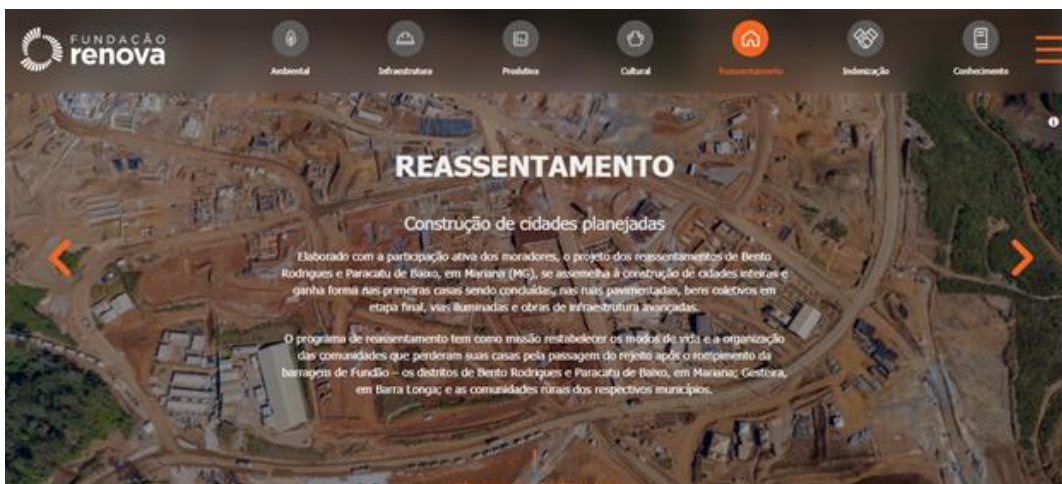 FUNDAÇÃO
renova
Ambiental
Infraestrutura
Produtiva
Cultural
Reassentamento
Indenização
Conhecimento
REASSENTAMENTO
Construção de cidades planejadas
Elaborado com a participação ativa dos moradores, o projeto dos reassentamentos de Bento
Rodrigues e Paracatu de Baixo, em Mariana (MG), se assemelha à construção de cidades inteiras e
ganha forma nas primeiras casas sendo concluídas, nas ruas pavimentadas, bens coletivos em
etapa final, vias iluminadas e obras de infraestrutura avançadas.
O programa de reassentamento tem como missão restabelecer os modos de vida e a organização
das comunidades que perderam suas casas pela passagem do rejeito após o rompimento da
barragem de Fundão – os distritos de Bento Rodrigues e Paracatu de Baixo, em Mariana; Gesteira,
em Barra Longa; e as comunidades rurais dos respectivos municípios.